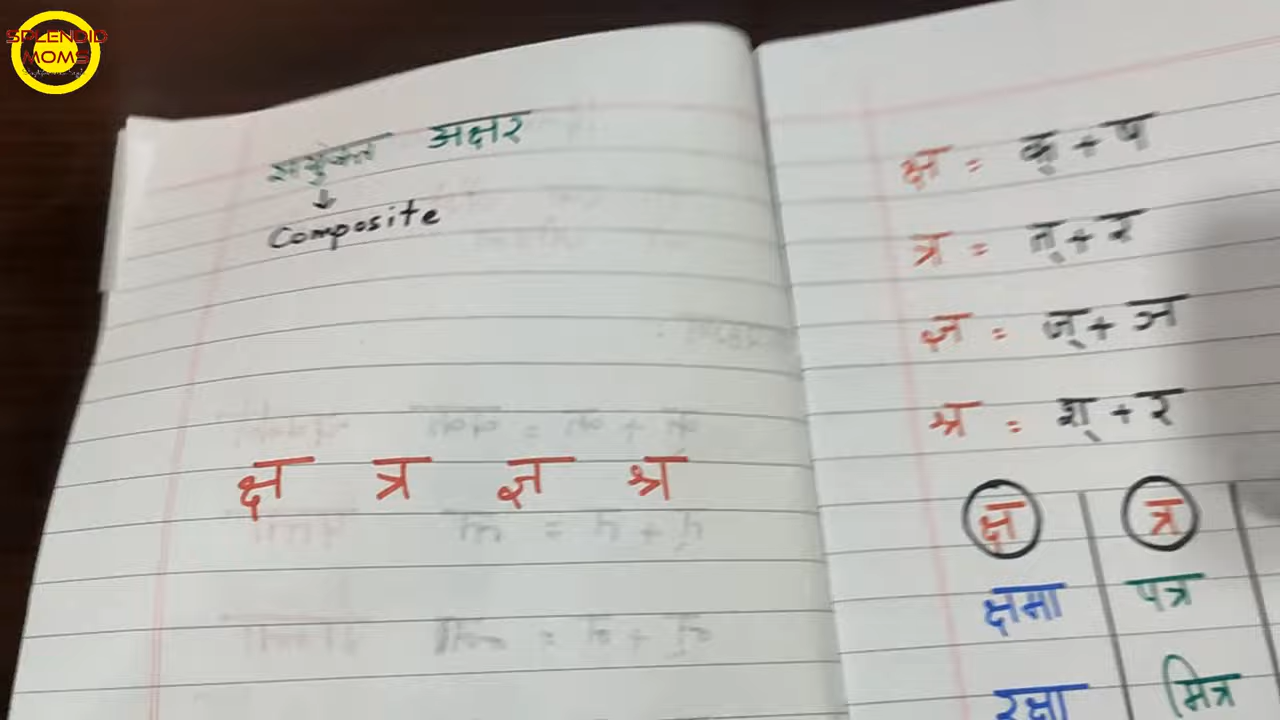 SPLENDID
MOMS
संयुक्त अक्षर
Composite
क्ष त्र ज्ञ श्र
क्ष = क् + ष
त्र = त् + र
ज्ञ = ज् + ञ
श्र = श् + र
क्ष त्र
क्षमा पत्र
रक्षा मित्र